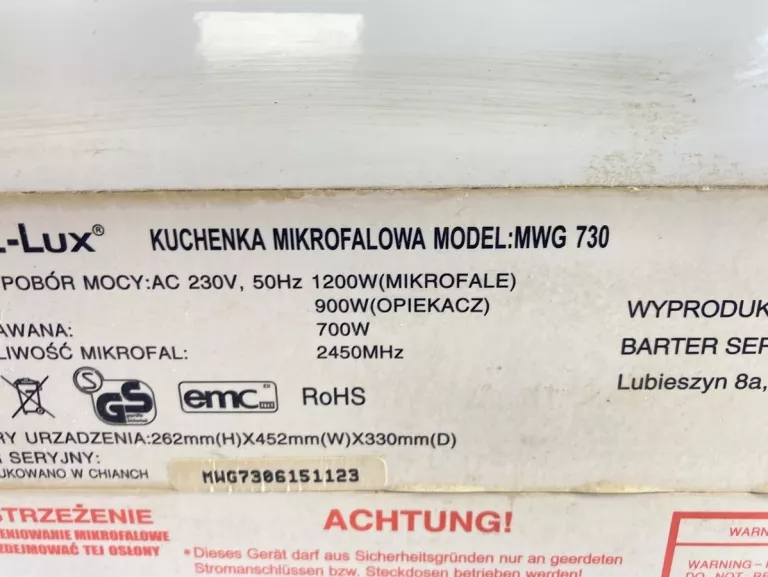 L-LUX® KUCHENKA MIKROFALOWA MODEL:MWG 730
POBÓR MOCY:AC 230V, 50Hz 1200W(MIKROFALE)
900W(OPIEKACZ)
AWANA: 700W
LIWOŚĆ MIKROFAL: 2450MHz
WYPRODUK
BARTER SER
Lubieszyn 8a,
S GS
emc
RoHS
RY URZADZENIA:262mm(H)X452mm(W)X330mm(D)
SERYJNY:
UKOWANO W CHIANCH
MWG7306151123
STRZEŻENIE
ENIOWANIE MIKROFALOWE
ZDEJMOWAĆ TEJ OSŁONY
ACHTUNG!
*Dieses Gerät darf aus Sicherheitsgründen nur an geerdeten
Stromanschlüssen bzw. Steckdosen betrieben werden!
WARN
WARNING –
DO NOT